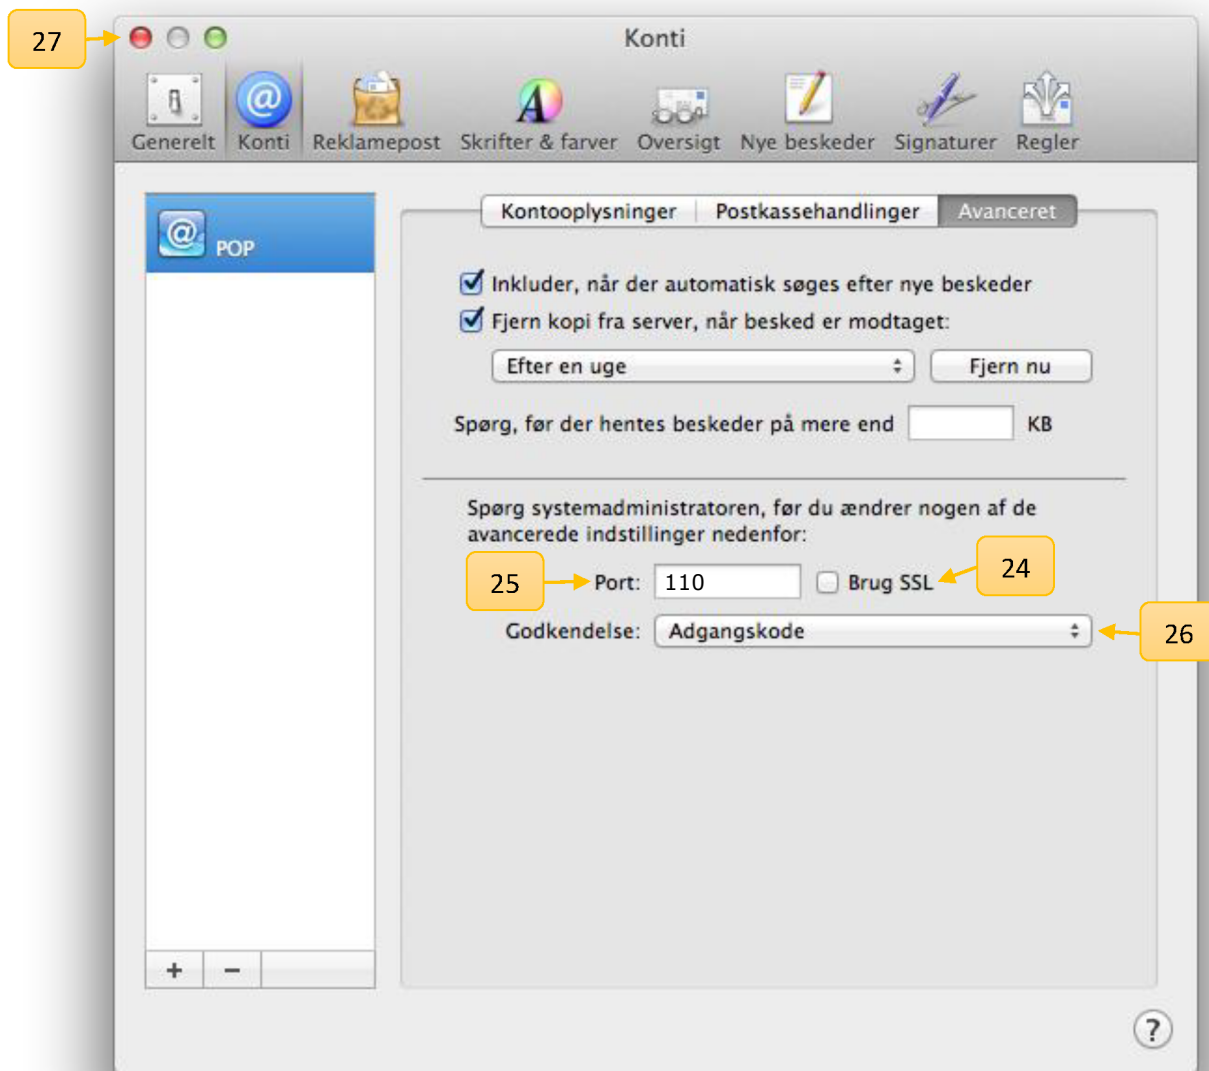 27
Konti
Generelt Konti Reklamepost Skrifter & farver Oversigt Nye beskeder Signaturer Regler
Kontooplysninger Postkassehandlinger Avanceret
@ POP
Inkluder, når der automatisk søges efter nye beskeder
Fjern kopi fra server, når besked er modtaget:
Efter en uge Fjern nu
Spørg, før der hentes beskeder på mere end KB
Spørg systemadministratoren, før du ændrer nogen af de
avancerede indstillinger nedenfor:
25 Port: 110 Brug SSL 24
Godkendelse: Adgangskode 26
+ −
?